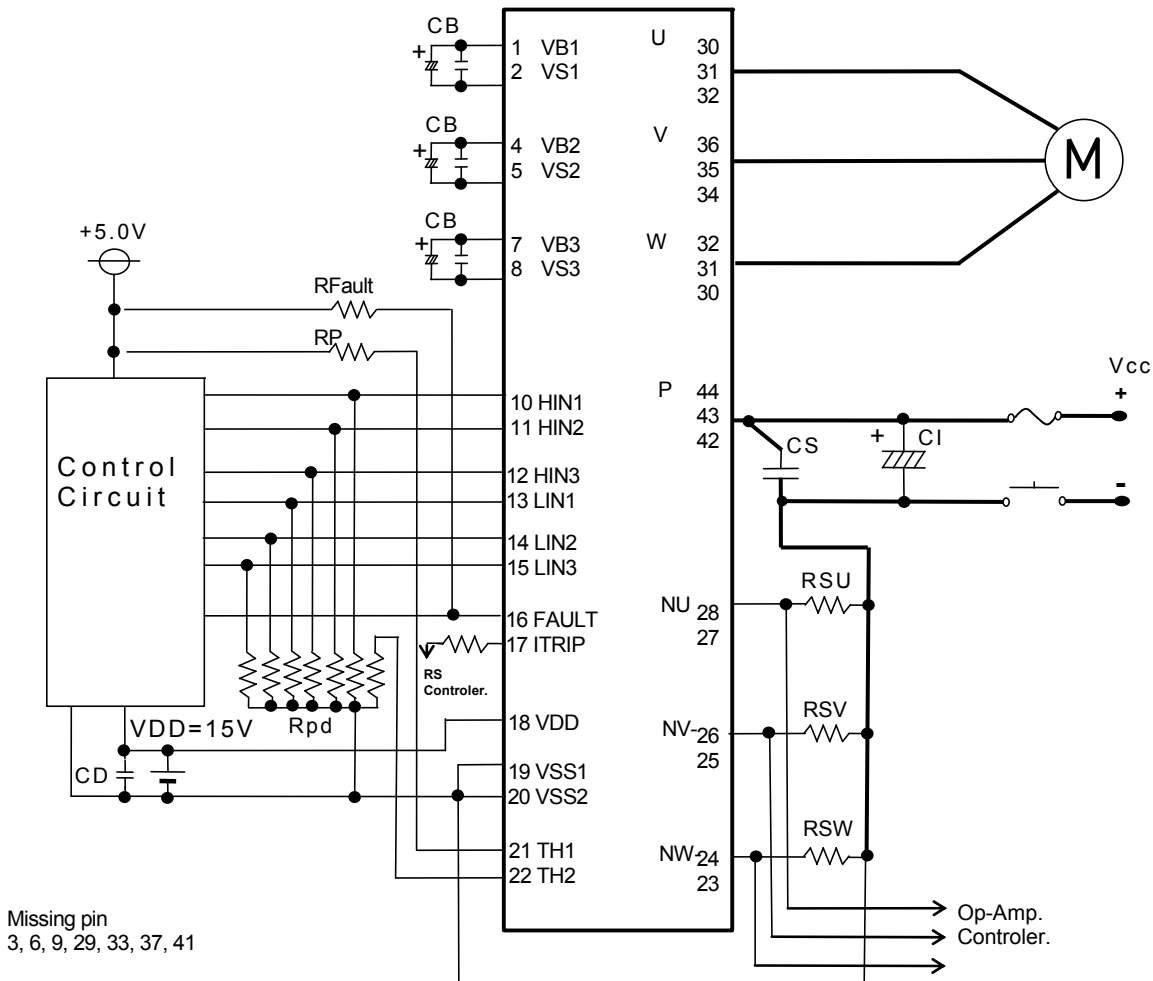 CB
+
1 VB1
2 VS1
CB
+
4 VB2
5 VS2
CB
+
7 VB3
8 VS3
+5.0V
RFault
RP
Control
Circuit
10 HIN1
11 HIN2
12 HIN3
13 LIN1
14 LIN2
15 LIN3
16 FAULT
17 ITRIP
RS
Controler.
Rpd
VDD=15V
CD
18 VDD
19 VSS1
20 VSS2
21 TH1
22 TH2
Missing pin
3, 6, 9, 29, 33, 37, 41
U 30
31
32
V 36
35
34
W 32
31
30
M
P 44
43
42
Vcc
+
CS
+ CI
-
NU 28
27
RSU
NV-26
25
RSV
NW-24
23
RSW
Op-Amp.
Controler.